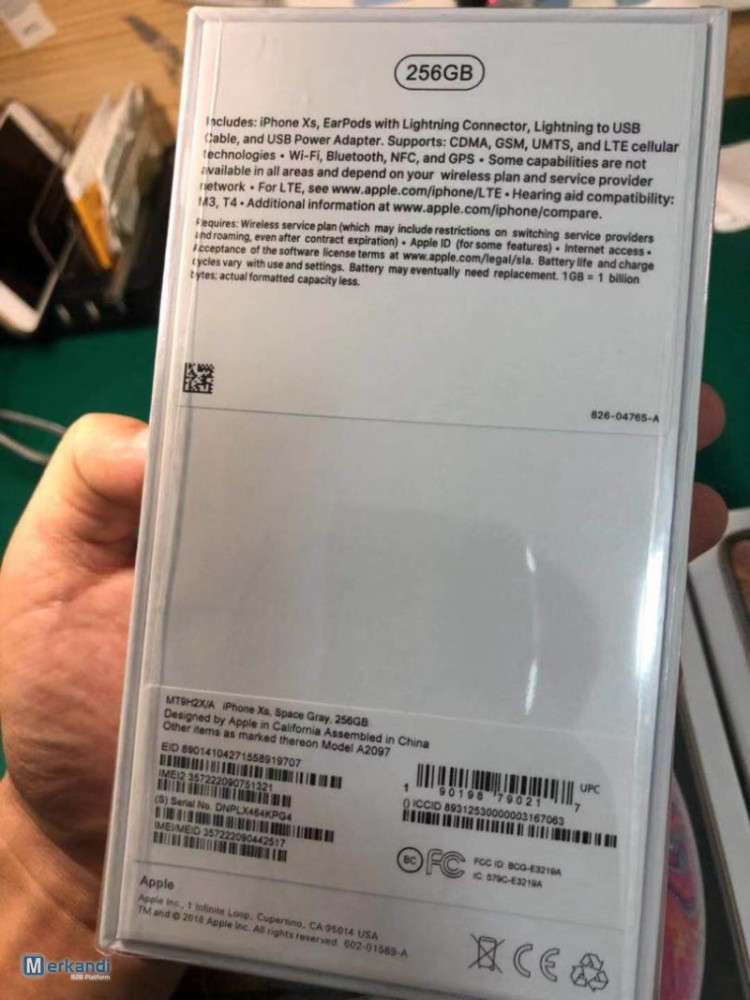 256GB
Includes: iPhone Xs, EarPods with Lightning Connector, Lightning to USB
Cable, and USB Power Adapter. Supports: CDMA, GSM, UMTS, and LTE cellular
technologies • Wi-Fi, Bluetooth, NFC, and GPS • Some capabilities are not
available in all areas and depend on your wireless plan and service provider
network • For LTE, see www.apple.com/iphone/LTE • Hearing aid compatibility:
M3, T4 • Additional information at www.apple.com/iphone/compare.
Requires: Wireless service plan (which may include restrictions on switching service providers
and roaming, even after contract expiration) • Apple ID (for some features) • Internet access •
Acceptance of the software license terms at www.apple.com/legal/sla. Battery life and charge
cycles vary with use and settings. Battery may eventually need replacement. 1GB = 1 billion
bytes; actual formatted capacity less.
826-04765-A
MT9H2X/A iPhone Xs, Space Gray, 256GB
Designed by Apple in California Assembled in China
Other items as marked thereon Model A2097
EID 89014104271558919707
IMEI2 357222090751321
(S) Serial No. DNPLX464KPG4
IMEI/MEID 357222090442517
UPC
1 90198 79021 7
() ICCID 89312530000003167063
BC FC FCC ID: BCG-E3219A
IC: 579C-E3219A
Apple
Apple Inc., 1 Infinite Loop, Cupertino, CA 95014 USA
TM and © 2018 Apple Inc. All rights reserved. 602-01589-A
CE
Merkandi
B2B Platform